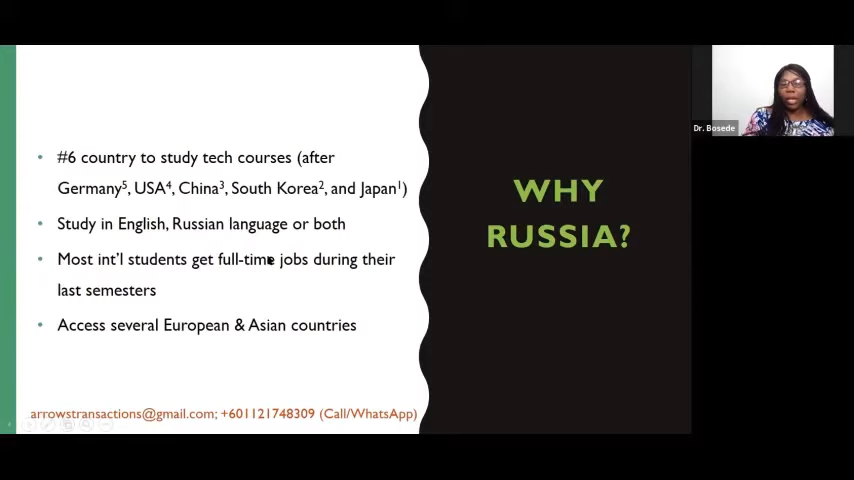 #6 country to study tech courses (after
Germany⁵, USA⁴, China³, South Korea², and Japan¹)
Study in English, Russian language or both
Most int'l students get full-time jobs during their
last semesters
Access several European & Asian countries
arrowstransactions@gmail.com; +601121748309 (Call/WhatsApp)
WHY
RUSSIA?
Dr. Bosede